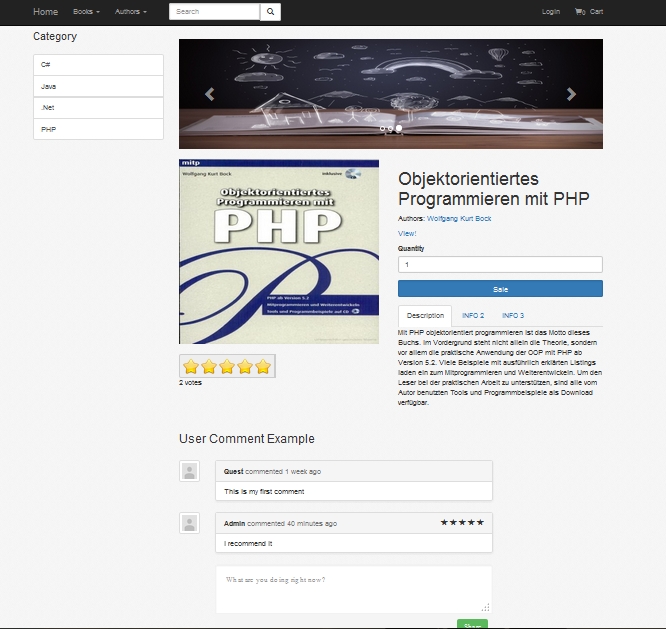 Home Books Authors Search Login 0 Cart
Category
C#
Java
.Net
PHP
mitp
Wolfgang Kurt Bock
inklusive
Objektorientiertes
Programmieren mit
PHP
PHP ab Version 5.2
Mitprogrammieren und Weiterentwickeln
Tools und Programmbeispiele auf CD
2 votes
Objektorientiertes
Programmieren mit PHP
Authors: Wolfgang Kurt Bock
View!
Quantity
1
Sale
Description INFO 2 INFO 3
Mit PHP objektorientiert programmieren ist das Motto dieses
Buchs. Im Vordergrund steht nicht allein die Theorie, sondern
vor allem die praktische Anwendung der OOP mit PHP ab
Version 5.2. Viele Beispiele mit ausführlich erklärten Listings
laden ein zum Mitprogrammieren und Weiterentwickeln. Um den
Leser bei der praktischen Arbeit zu unterstützen, sind alle vom
Autor benutzten Tools und Programmbeispiele als Download
verfügbar.
User Comment Example
Quest commented 1 week ago
This is my first comment
Admin commented 40 minutes ago
I recommend it
What are you doing right now?
Share